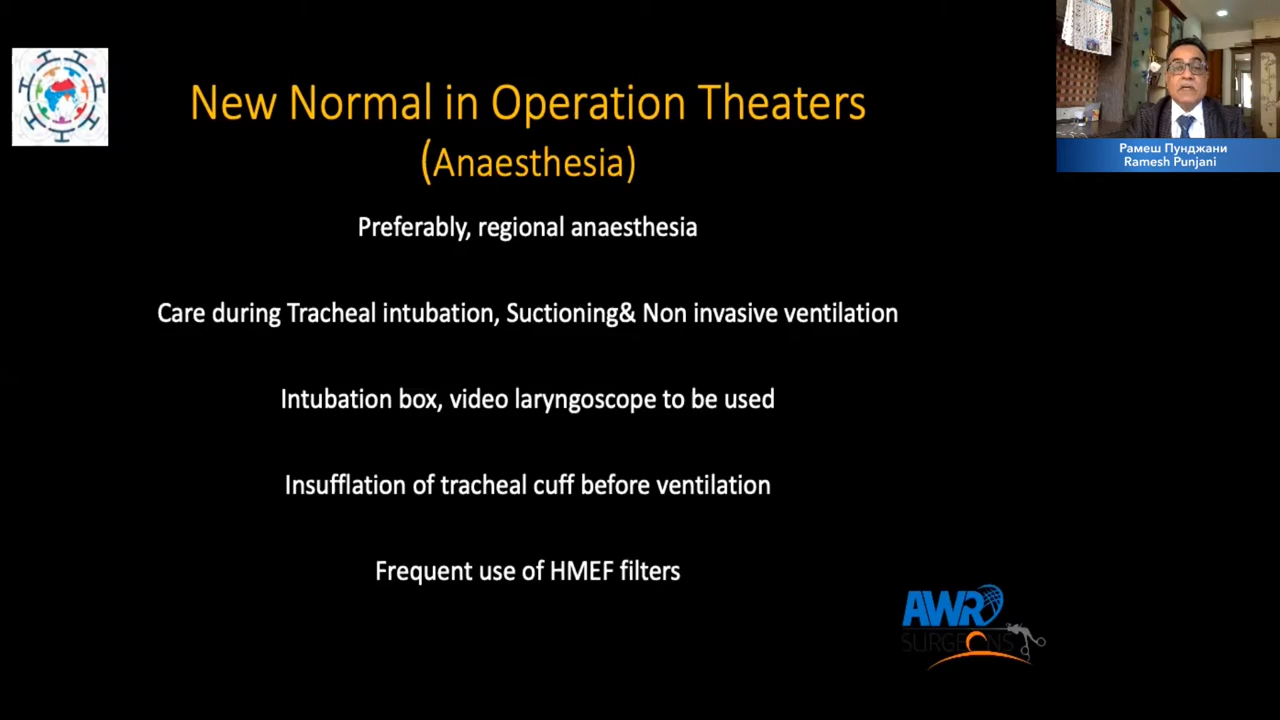 New Normal in Operation Theaters
(Anaesthesia)
Preferably, regional anaesthesia
Care during Tracheal intubation, Suctioning& Non invasive ventilation
Intubation box, video laryngoscope to be used
Insufflation of tracheal cuff before ventilation
Frequent use of HMEF filters
Рамеш Пунджани
Ramesh Punjani
AWR
SURGEONS